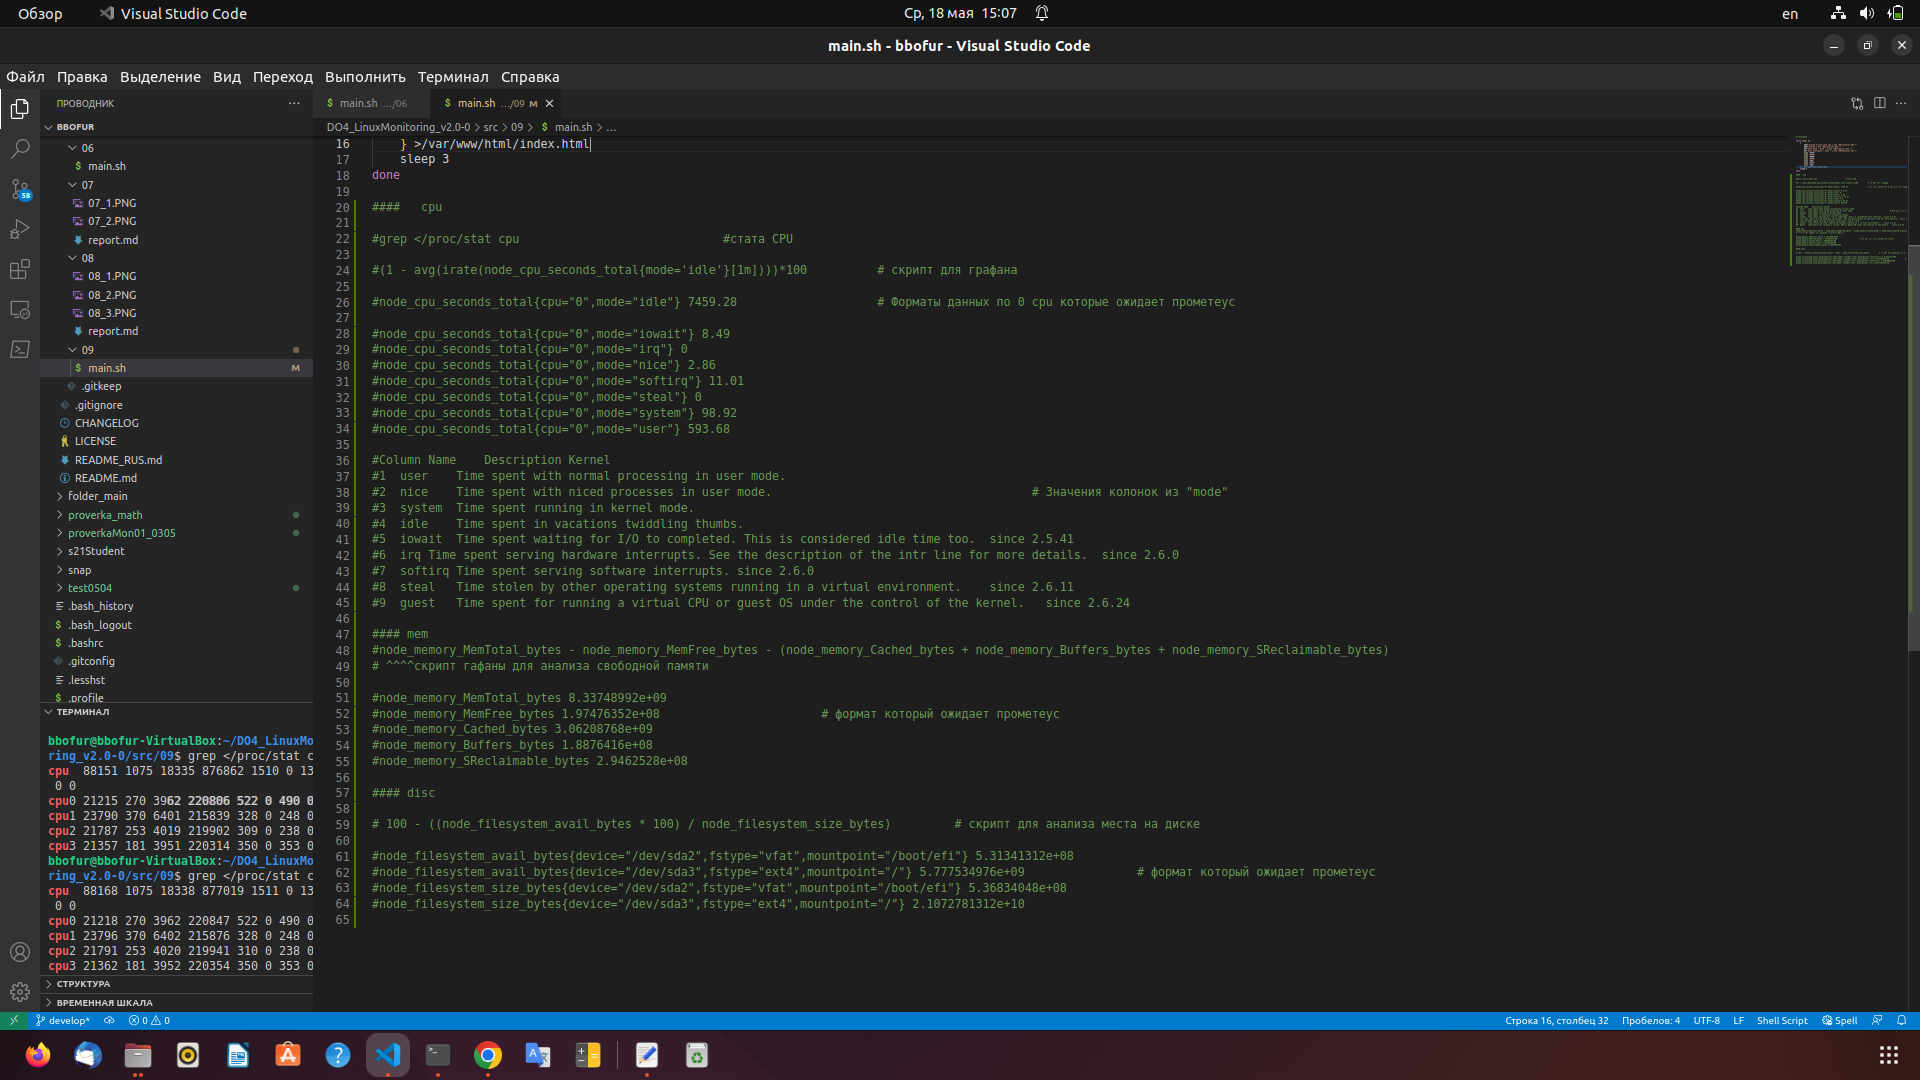 Обзор
Visual Studio Code
Ср, 18 мая 15:07
en
main.sh - bbofur - Visual Studio Code
Файл Правка Выделение Вид Переход Выполнить Терминал Справка
ПРОВОДНИК
BBOFUR
06
main.sh
07
07_1.PNG
07_2.PNG
report.md
08
08_1.PNG
08_2.PNG
08_3.PNG
report.md
09
main.sh M
.gitkeep
.gitignore
CHANGELOG
LICENSE
README_RUS.md
README.md
folder_main
proverka_math
proverkaMon01_0305
s21Student
snap
test0504
.bash_history
.bash_logout
.bashrc
.gitconfig
.lesshst
.profile
58
ТЕРМИНАЛ
bbofur@bbofur-VirtualBox:~/DO4_LinuxMo
ring_v2.0-0/src/09$ grep </proc/stat c
cpu  88151 1075 18335 876862 1510 0 13
 0 0
cpu0 21215 270 3962 220806 522 0 490 0
cpu1 23790 370 6401 215839 328 0 248 0
cpu2 21787 253 4019 219902 309 0 238 0
cpu3 21357 181 3951 220314 350 0 353 0
bbofur@bbofur-VirtualBox:~/DO4_LinuxMo
ring_v2.0-0/src/09$ grep </proc/stat c
cpu  88168 1075 18338 877019 1511 0 13
 0 0
cpu0 21218 270 3962 220847 522 0 490 0
cpu1 23796 370 6402 215876 328 0 248 0
cpu2 21791 253 4020 219941 310 0 238 0
cpu3 21362 181 3952 220354 350 0 353 0
СТРУКТУРА
ВРЕМЕННАЯ ШКАЛА
main.sh .../06
main.sh .../09 M
DO4_LinuxMonitoring_v2.0-0 > src > 09 > $ main.sh > ...
16     } >/var/www/html/index.html
17     sleep 3
18 done
19
20 ####   cpu
21
22 #grep </proc/stat cpu                             #стата CPU
23
24 #(1 - avg(irate(node_cpu_seconds_total{mode='idle'}[1m])))*100          # скрипт для графана
25
26 #node_cpu_seconds_total{cpu="0",mode="idle"} 7459.28                    # Форматы данных по 0 cpu которые ожидает прометеус
27
28 #node_cpu_seconds_total{cpu="0",mode="iowait"} 8.49
29 #node_cpu_seconds_total{cpu="0",mode="irq"} 0
30 #node_cpu_seconds_total{cpu="0",mode="nice"} 2.86
31 #node_cpu_seconds_total{cpu="0",mode="softirq"} 11.01
32 #node_cpu_seconds_total{cpu="0",mode="steal"} 0
33 #node_cpu_seconds_total{cpu="0",mode="system"} 98.92
34 #node_cpu_seconds_total{cpu="0",mode="user"} 593.68
35
36 #Column Name    Description Kernel
37 #1  user    Time spent with normal processing in user mode.
38 #2  nice    Time spent with niced processes in user mode.                                     # Значения колонок из "mode"
39 #3  system  Time spent running in kernel mode.
40 #4  idle    Time spent in vacations twiddling thumbs.
41 #5  iowait  Time spent waiting for I/O to completed. This is considered idle time too.  since 2.5.41
42 #6  irq Time spent serving hardware interrupts. See the description of the intr line for more details.  since 2.6.0
43 #7  softirq Time spent serving software interrupts. since 2.6.0
44 #8  steal   Time stolen by other operating systems running in a virtual environment.    since 2.6.11
45 #9  guest   Time spent for running a virtual CPU or guest OS under the control of the kernel.   since 2.6.24
46
47 #### mem
48 #node_memory_MemTotal_bytes - node_memory_MemFree_bytes - (node_memory_Cached_bytes + node_memory_Buffers_bytes + node_memory_SReclaimable_bytes)
49 # ^^^^скрипт гафаны для анализа свободной памяти
50
51 #node_memory_MemTotal_bytes 8.33748992e+09
52 #node_memory_MemFree_bytes 1.97476352e+08                       # формат который ожидает прометеус
53 #node_memory_Cached_bytes 3.06208768e+09
54 #node_memory_Buffers_bytes 1.8876416e+08
55 #node_memory_SReclaimable_bytes 2.9462528e+08
56
57 #### disc
58
59 # 100 - ((node_filesystem_avail_bytes * 100) / node_filesystem_size_bytes)         # скрипт для анализа места на диске
60
61 #node_filesystem_avail_bytes{device="/dev/sda2",fstype="vfat",mountpoint="/boot/efi"} 5.31341312e+08
62 #node_filesystem_avail_bytes{device="/dev/sda3",fstype="ext4",mountpoint="/"} 5.777534976e+09                # формат который ожидает прометеус
63 #node_filesystem_size_bytes{device="/dev/sda2",fstype="vfat",mountpoint="/boot/efi"} 5.36834048e+08
64 #node_filesystem_size_bytes{device="/dev/sda3",fstype="ext4",mountpoint="/"} 2.1072781312e+10
65
develop* 0 0
Строка 16, столбец 32 Пробелов: 4 UTF-8 LF Shell Script Spell